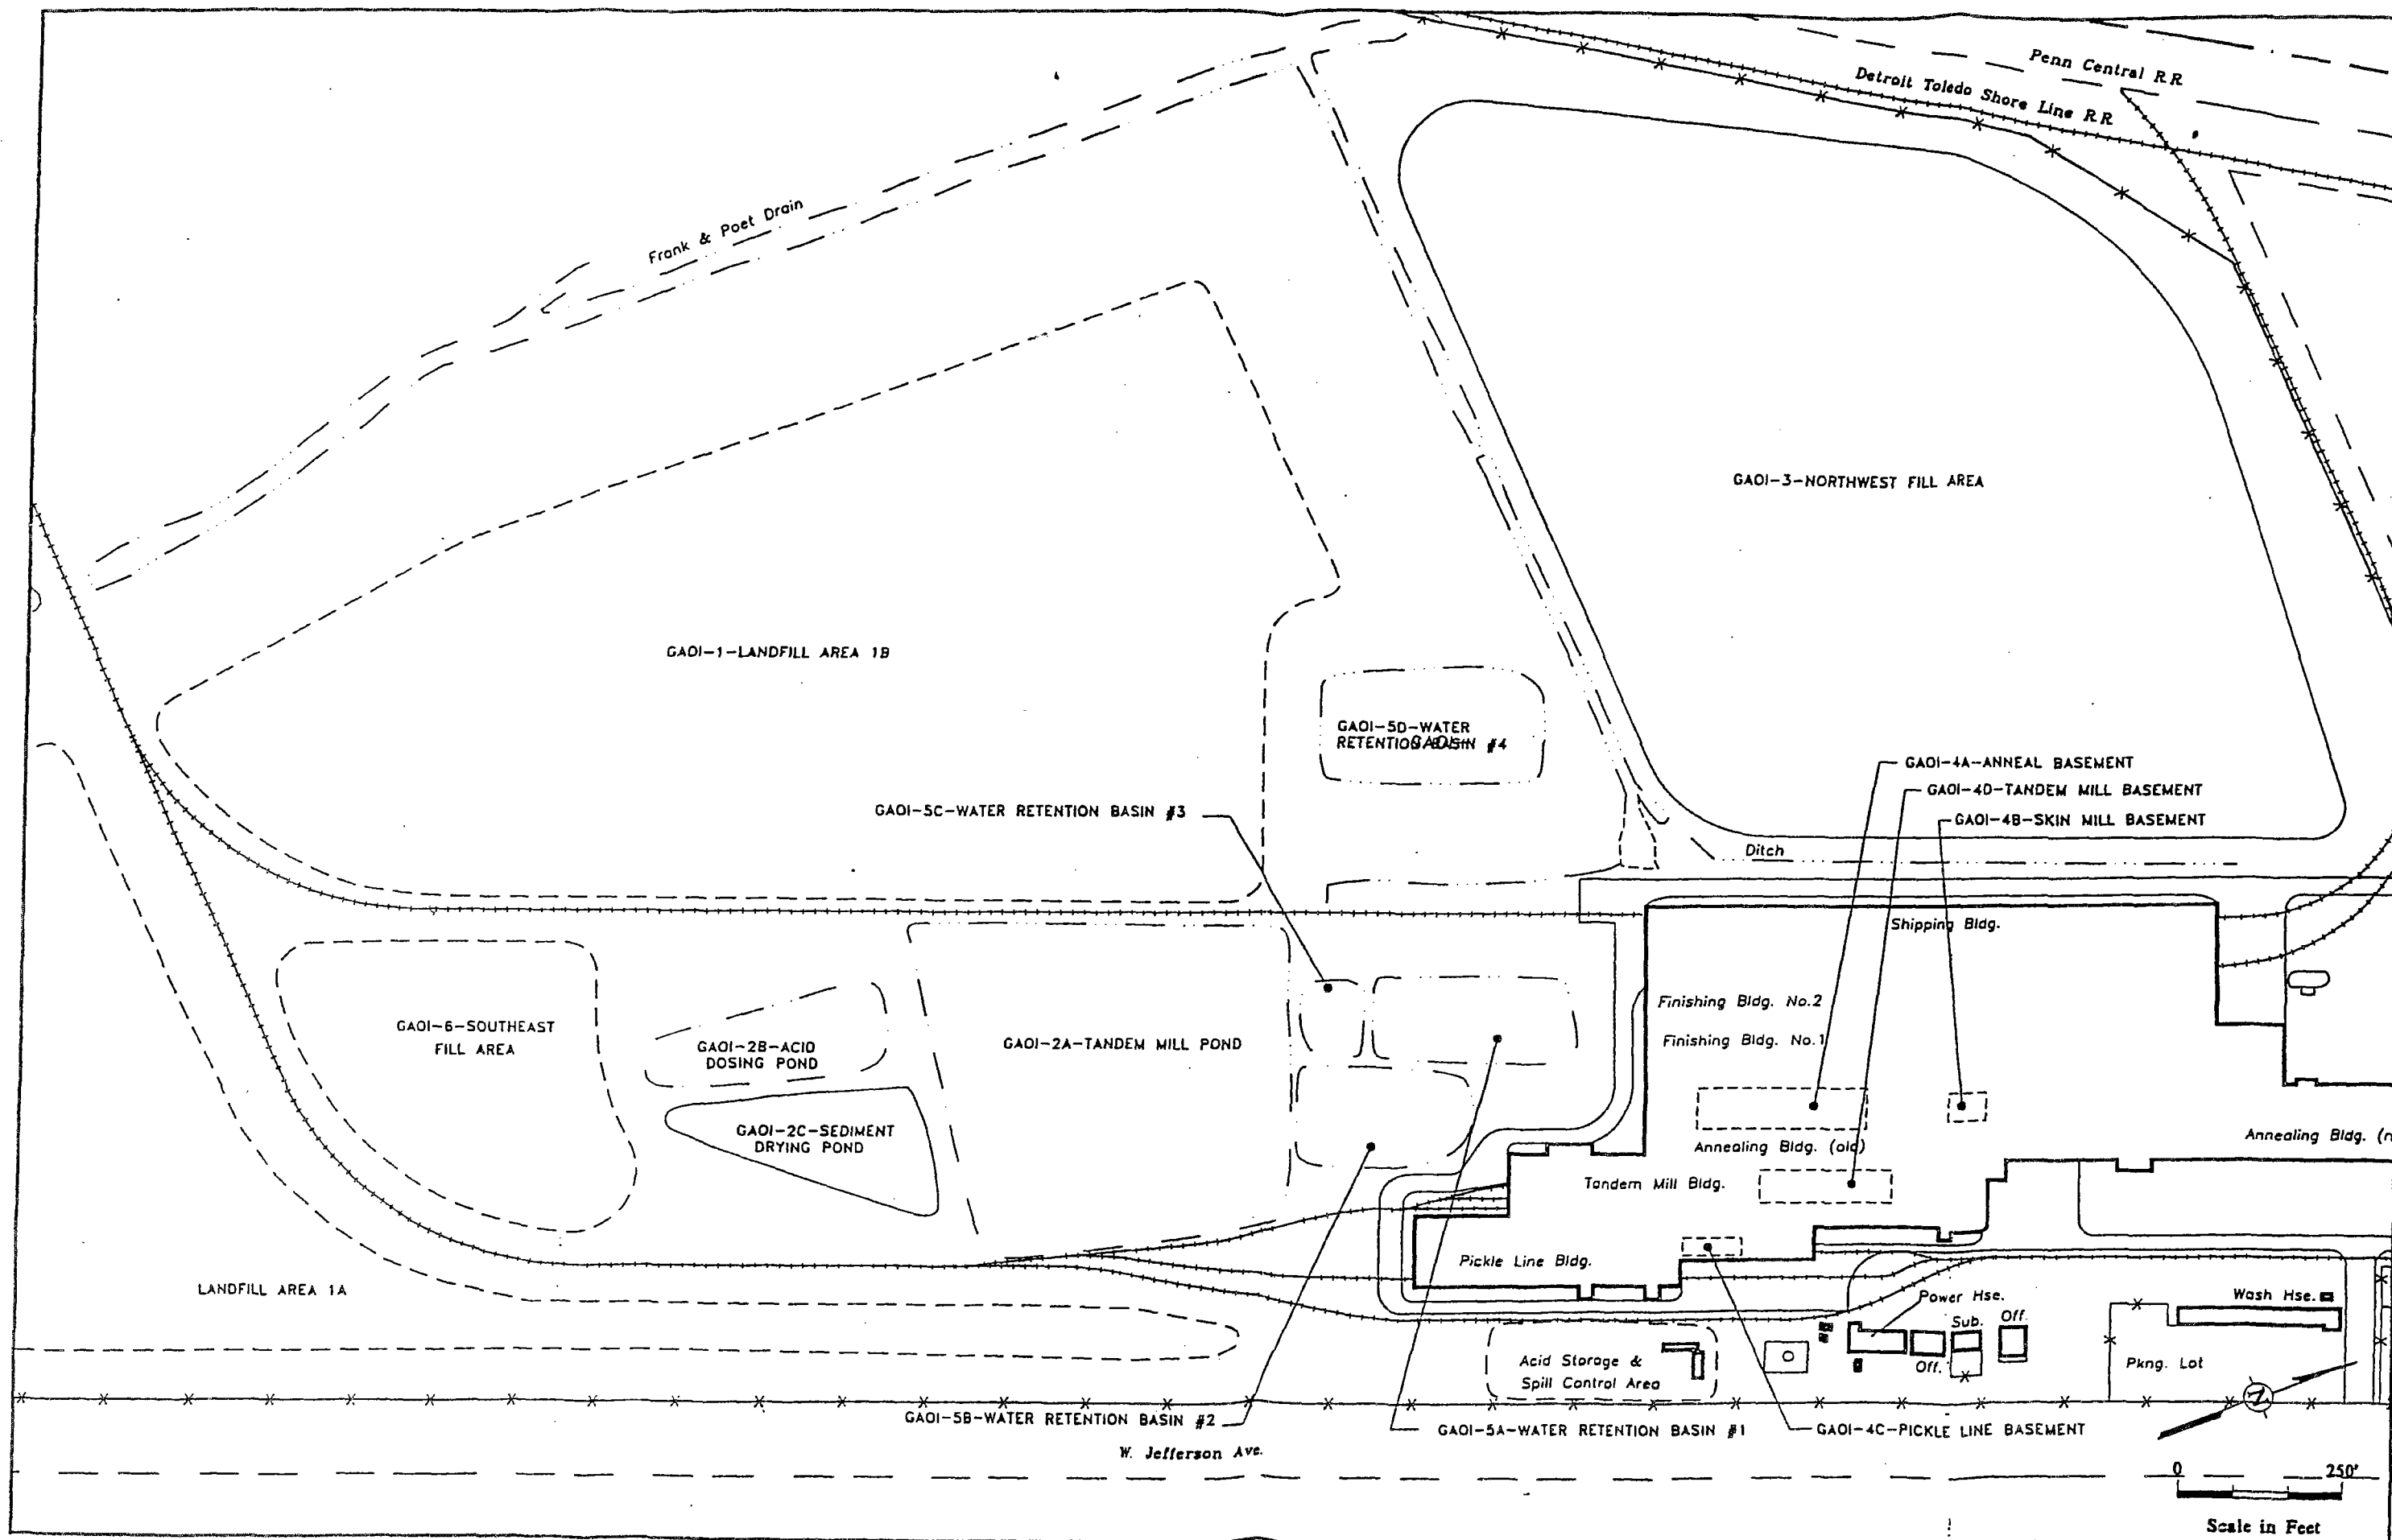 Penn Central R R
Detroit Toledo Shore Line R R
Frank & Poet Drain
GAOI-3-NORTHWEST FILL AREA
GAOI-1-LANDFILL AREA 1B
GAOI-5D-WATER
RETENTION BASIN #4
GAOI-4A-ANNEAL BASEMENT
GAOI-4D-TANDEM MILL BASEMENT
GAOI-5C-WATER RETENTION BASIN #3
GAOI-4B-SKIN MILL BASEMENT
Ditch
Shipping Bldg.
Finishing Bldg. No.2
GAOI-6-SOUTHEAST
FILL AREA
GAOI-2B-ACID
DOSING POND
GAOI-2A-TANDEM MILL POND
Finishing Bldg. No.1
GAOI-2C-SEDIMENT
DRYING POND
Annealing Bldg. (old)
Annealing Bldg. (n
Tandem Mill Bldg.
Pickle Line Bldg.
LANDFILL AREA 1A
Power Hse.
Wash Hse.
Sub.
Off.
Off.
Acid Storage &
Spill Control Area
Pkng. Lot
GAOI-5B-WATER RETENTION BASIN #2
GAOI-5A-WATER RETENTION BASIN #1
GAOI-4C-PICKLE LINE BASEMENT
Z
W. Jefferson Ave.
0 250'
Scale in Feet